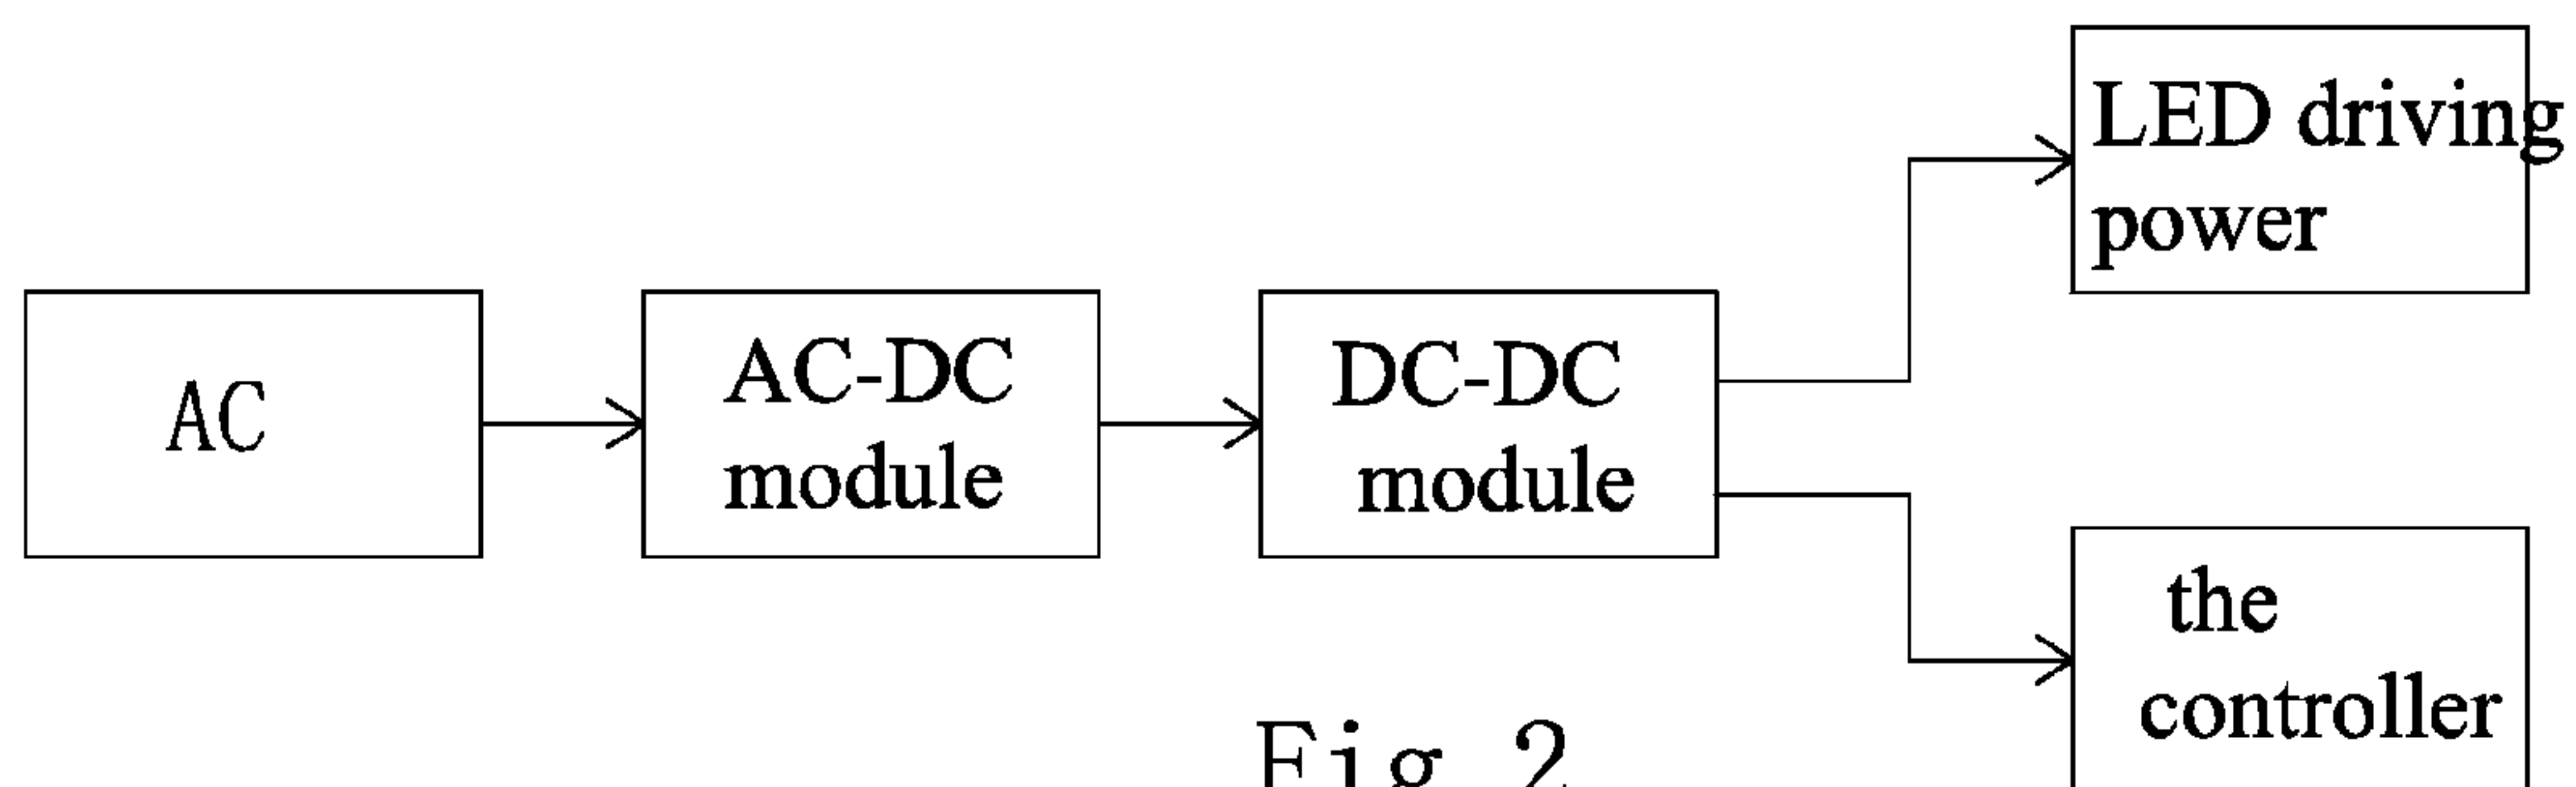 LED driving
power
AC
AC-DC
module
DC-DC
module
the
controller
Fig 2